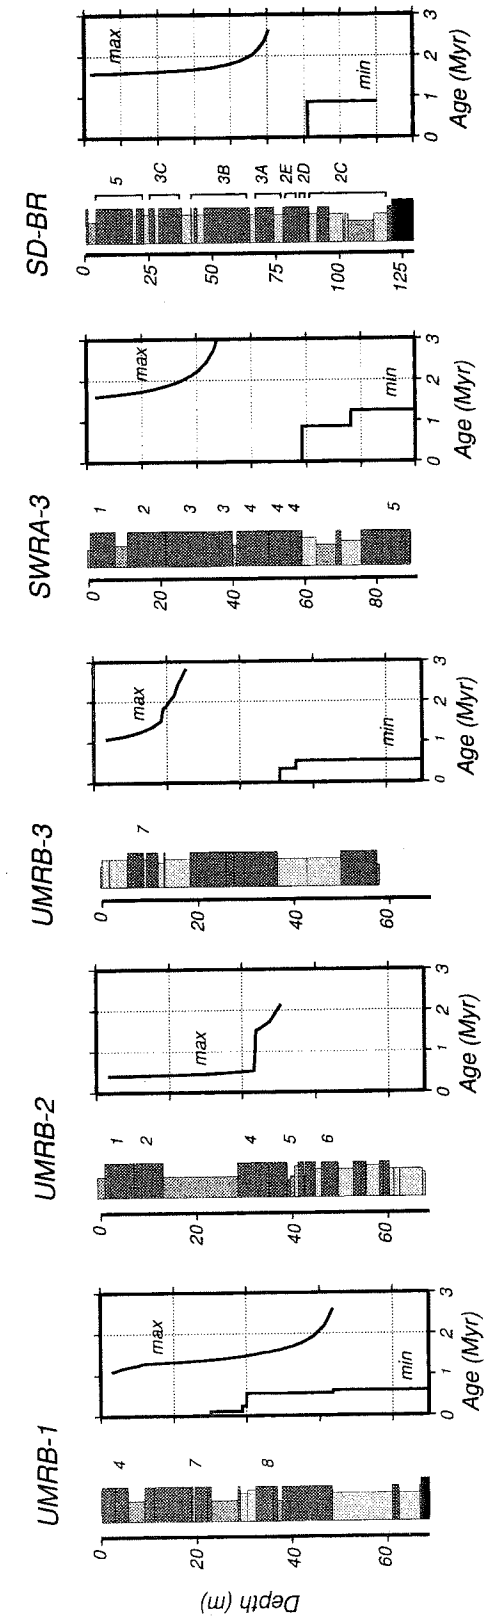 UMRB-1
Depth (m)
0
20
40
60
4
7
8
max
min
0 1 2 3
Age (Myr)
UMRB-2
0
20
40
60
1
2
4
5
6
max
0 1 2 3
Age (Myr)
UMRB-3
0
20
40
60
7
max
min
0 1 2 3
Age (Myr)
SWRA-3
0
20
40
60
80
1
2
3
3
4
4
4
5
max
min
0 1 2 3
Age (Myr)
SD-BR
0
25
50
75
100
125
5
3C
3B
3A
2E
2D
2C
max
min
0 1 2 3
Age (Myr)